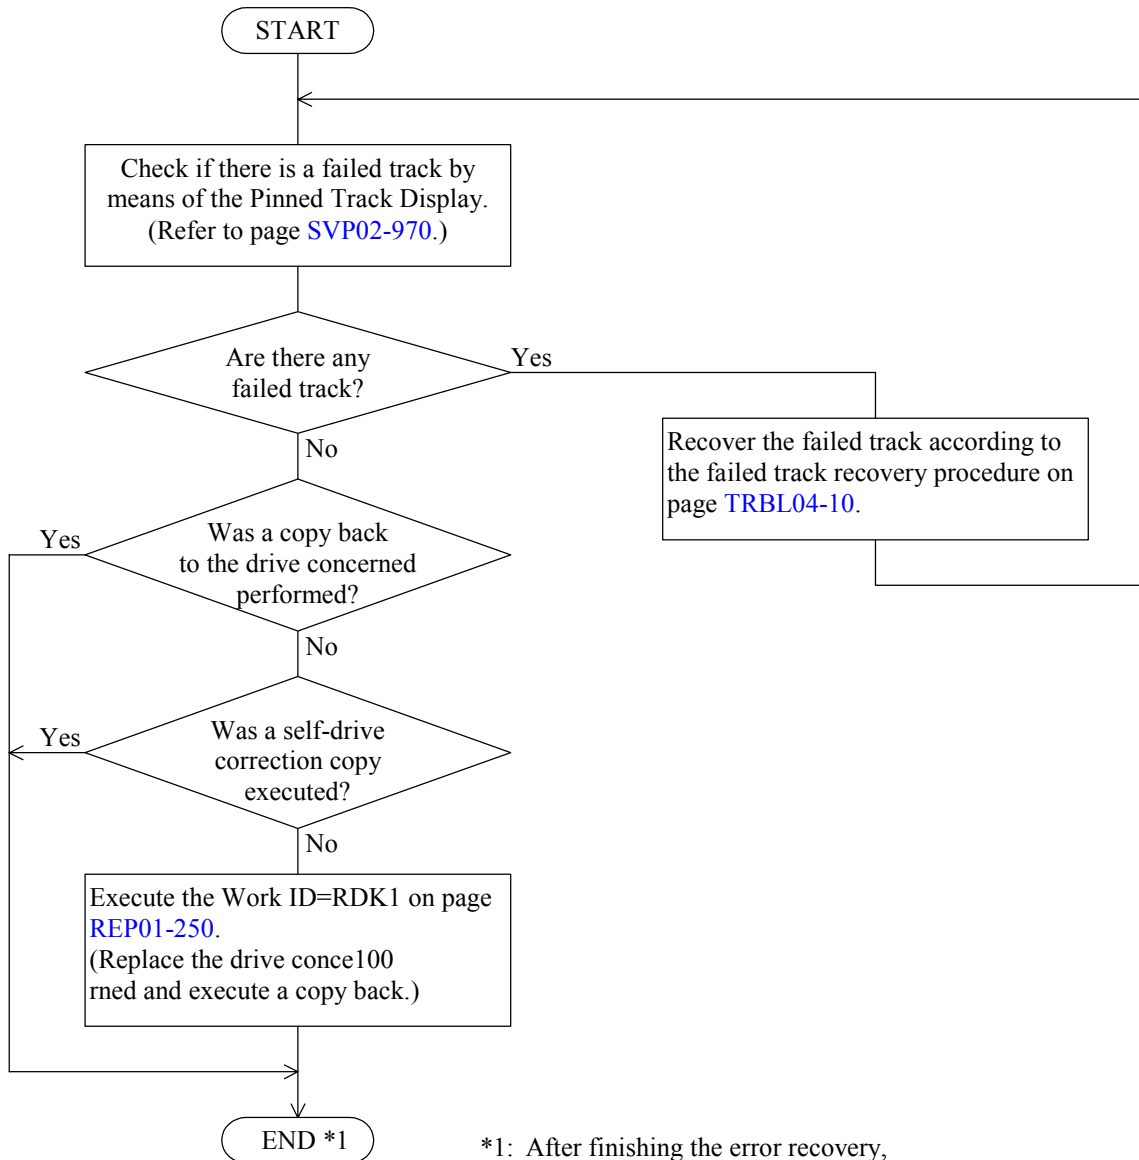 START
Check if there is a failed track by
means of the Pinned Track Display.
(Refer to page SVP02-970.)
Are there any
failed track?
Yes
No
Recover the failed track according to
the failed track recovery procedure on
page TRBL04-10.
Was a copy back
to the drive concerned
performed?
Yes
No
Was a self-drive
correction copy
executed?
Yes
No
Execute the Work ID=RDK1 on page
REP01-250.
(Replace the drive conce100
rned and execute a copy back.)
END *1
*1: After finishing the error recovery,